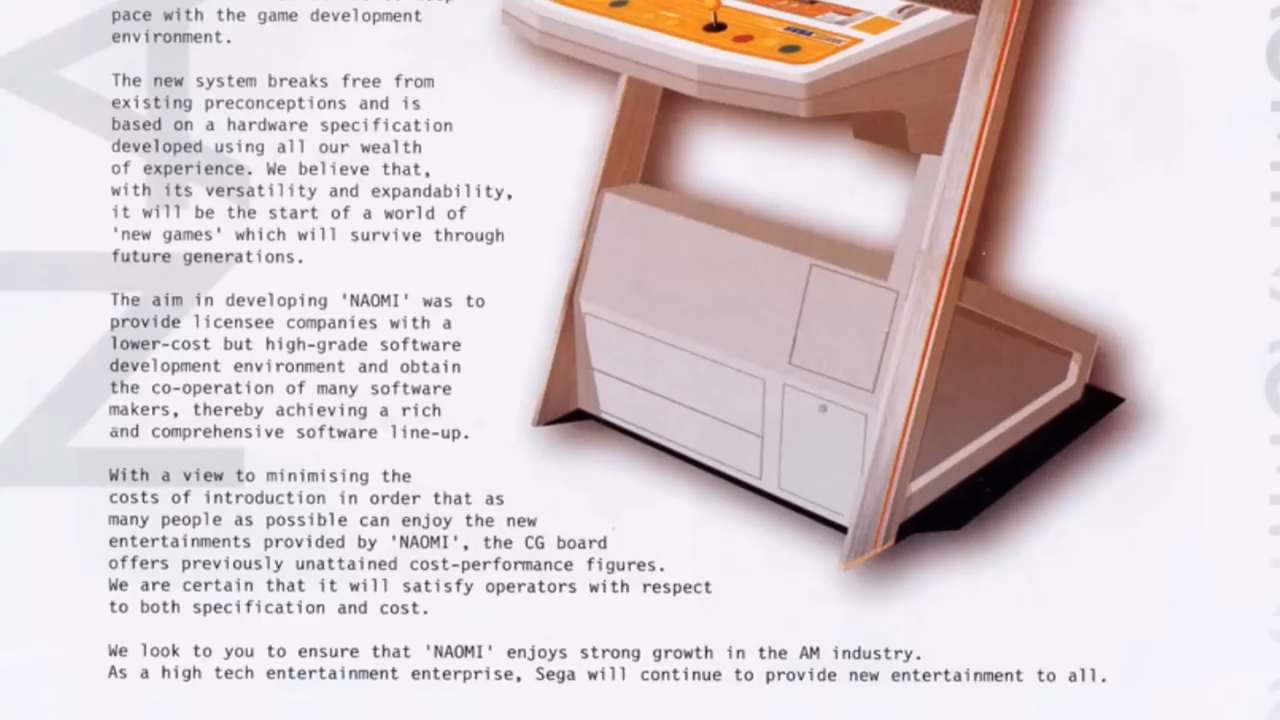 pace with the game development
environment.
The new system breaks free from
existing preconceptions and is
based on a hardware specification
developed using all our wealth
of experience. We believe that,
with its versatility and expandability,
it will be the start of a world of
'new games' which will survive through
future generations.
The aim in developing 'NAOMI' was to
provide licensee companies with a
lower-cost but high-grade software
development environment and obtain
the co-operation of many software
makers, thereby achieving a rich
and comprehensive software line-up.
With a view to minimising the
costs of introduction in order that as
many people as possible can enjoy the new
entertainments provided by 'NAOMI', the CG board
offers previously unattained cost-performance figures.
We are certain that it will satisfy operators with respect
to both specification and cost.
We look to you to ensure that 'NAOMI' enjoys strong growth in the AM industry.
As a high tech entertainment enterprise, Sega will continue to provide new entertainment to all.